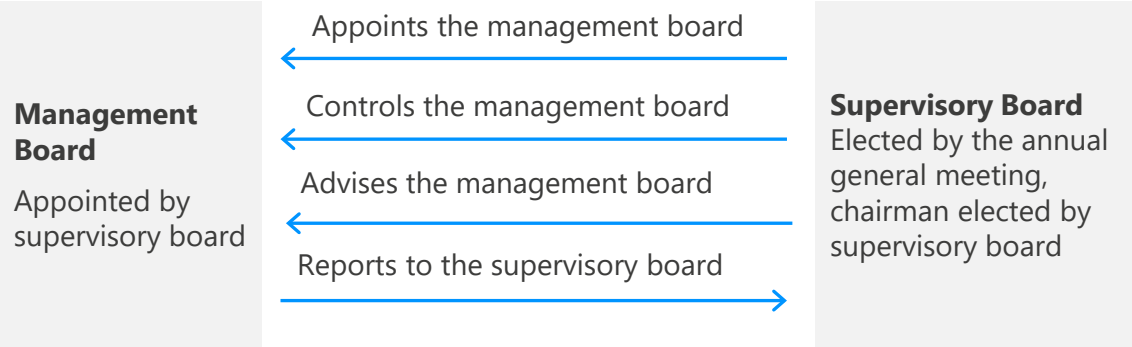 Management
Board
Appointed by
supervisory board
Appoints the management board
Controls the management board
Advises the management board
Reports to the supervisory board
Supervisory Board
Elected by the annual
general meeting,
chairman elected by
supervisory board